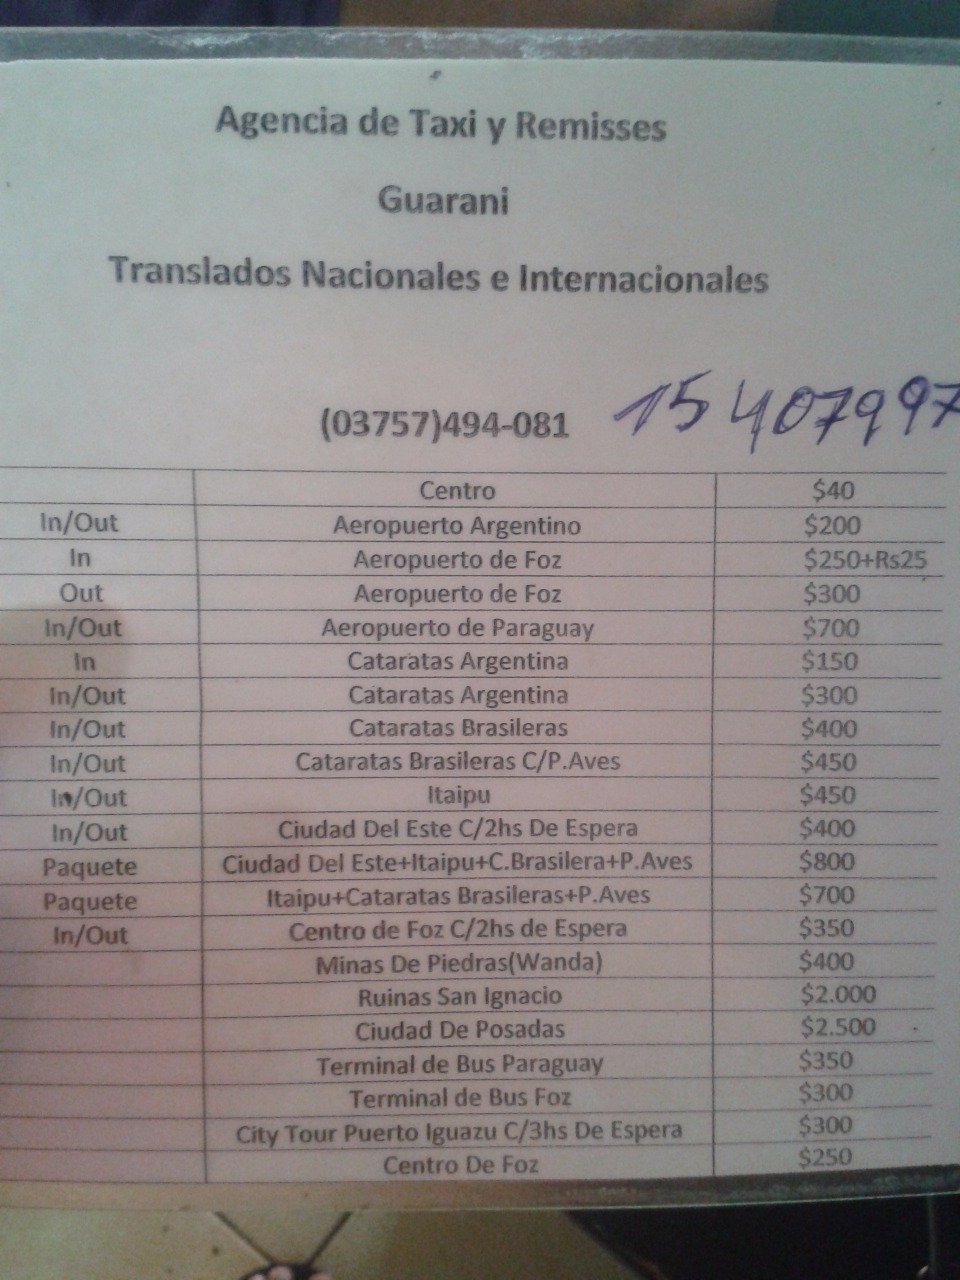 Agencia de Taxi y Remisses
Guarani
Translados Nacionales e Internacionales
(03757)494-081 15 407997
Centro $40
In/Out Aeropuerto Argentino $200
In Aeropuerto de Foz $250+Rs25
Out Aeropuerto de Foz $300
In/Out Aeropuerto de Paraguay $700
In Cataratas Argentina $150
In/Out Cataratas Argentina $300
In/Out Cataratas Brasileras $400
In/Out Cataratas Brasileras C/P.Aves $450
In/Out Itaipu $450
In/Out Ciudad Del Este C/2hs De Espera $400
Paquete Ciudad Del Este+Itaipu+C.Brasilera+P.Aves $800
Paquete Itaipu+Cataratas Brasileras+P.Aves $700
In/Out Centro de Foz C/2hs de Espera $350
Minas De Piedras(Wanda) $400
Ruinas San Ignacio $2.000
Ciudad De Posadas $2.500
Terminal de Bus Paraguay $350
Terminal de Bus Foz $300
City Tour Puerto Iguazu C/3hs De Espera $300
Centro De Foz $250